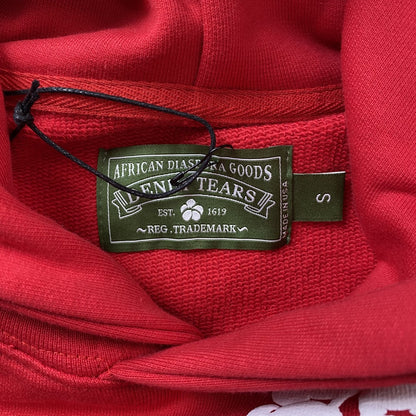 AFRICAN DIASPORA GOODS
DENIM TEARS
EST. 1619
~REG. TRADEMARK~
MADE IN USA
S